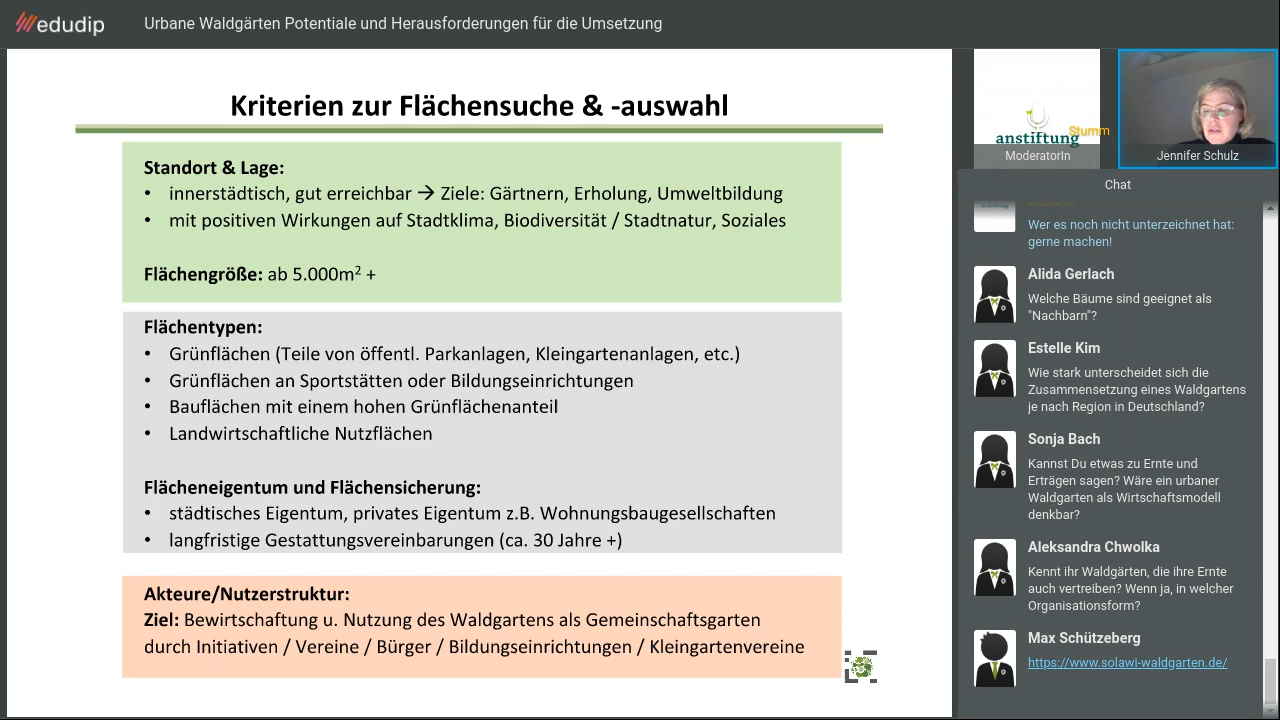 edudip
Urbane Waldgärten Potentiale und Herausforderungen für die Umsetzung
Kriterien zur Flächensuche & -auswahl
Standort & Lage:
• innerstädtisch, gut erreichbar → Ziele: Gärtnern, Erholung, Umweltbildung
• mit positiven Wirkungen auf Stadtklima, Biodiversität / Stadtnatur, Soziales
Flächengröße: ab 5.000m² +
Flächentypen:
• Grünflächen (Teile von öffentl. Parkanlagen, Kleingartenanlagen, etc.)
• Grünflächen an Sportstätten oder Bildungseinrichtungen
• Bauflächen mit einem hohen Grünflächenanteil
• Landwirtschaftliche Nutzflächen
Flächeneigentum und Flächensicherung:
• städtisches Eigentum, privates Eigentum z.B. Wohnungsbaugesellschaften
• langfristige Gestattungsvereinbarungen (ca. 30 Jahre +)
Akteure/Nutzerstruktur:
Ziel: Bewirtschaftung u. Nutzung des Waldgartens als Gemeinschaftsgarten
durch Initiativen / Vereine / Bürger / Bildungseinrichtungen / Kleingartenvereine
anstiftung
Stumm
ModeratorIn
Jennifer Schulz
Chat
Wer es noch nicht unterzeichnet hat:
gerne machen!
Alida Gerlach
Welche Bäume sind geeignet als
"Nachbarn"?
Estelle Kim
Wie stark unterscheidet sich die
Zusammensetzung eines Waldgartens
je nach Region in Deutschland?
Sonja Bach
Kannst Du etwas zu Ernte und
Erträgen sagen? Wäre ein urbaner
Waldgarten als Wirtschaftsmodell
denkbar?
Aleksandra Chwolka
Kennt ihr Waldgärten, die ihre Ernte
auch vertreiben? Wenn ja, in welcher
Organisationsform?
Max Schützeberg
https://www.solawi-waldgarten.de/